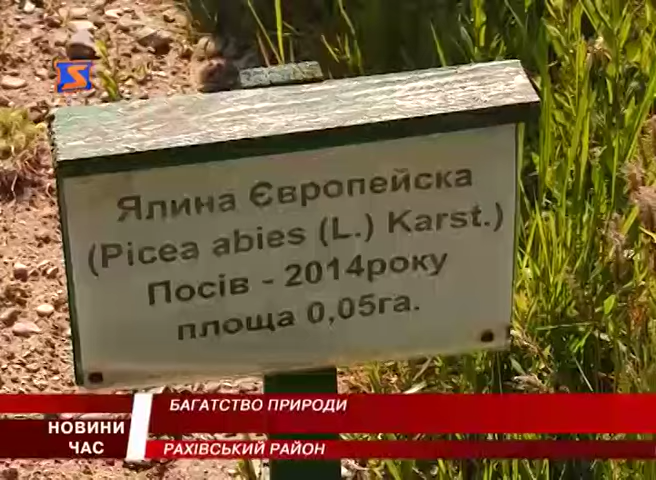 Ялина Європейска
(Picea abies (L.) Karst.)
Посів - 2014року
площа 0,05га.
БАГАТСТВО ПРИРОДИ
НОВИНИ
ЧАС
РАХІВСЬКИЙ РАЙОН